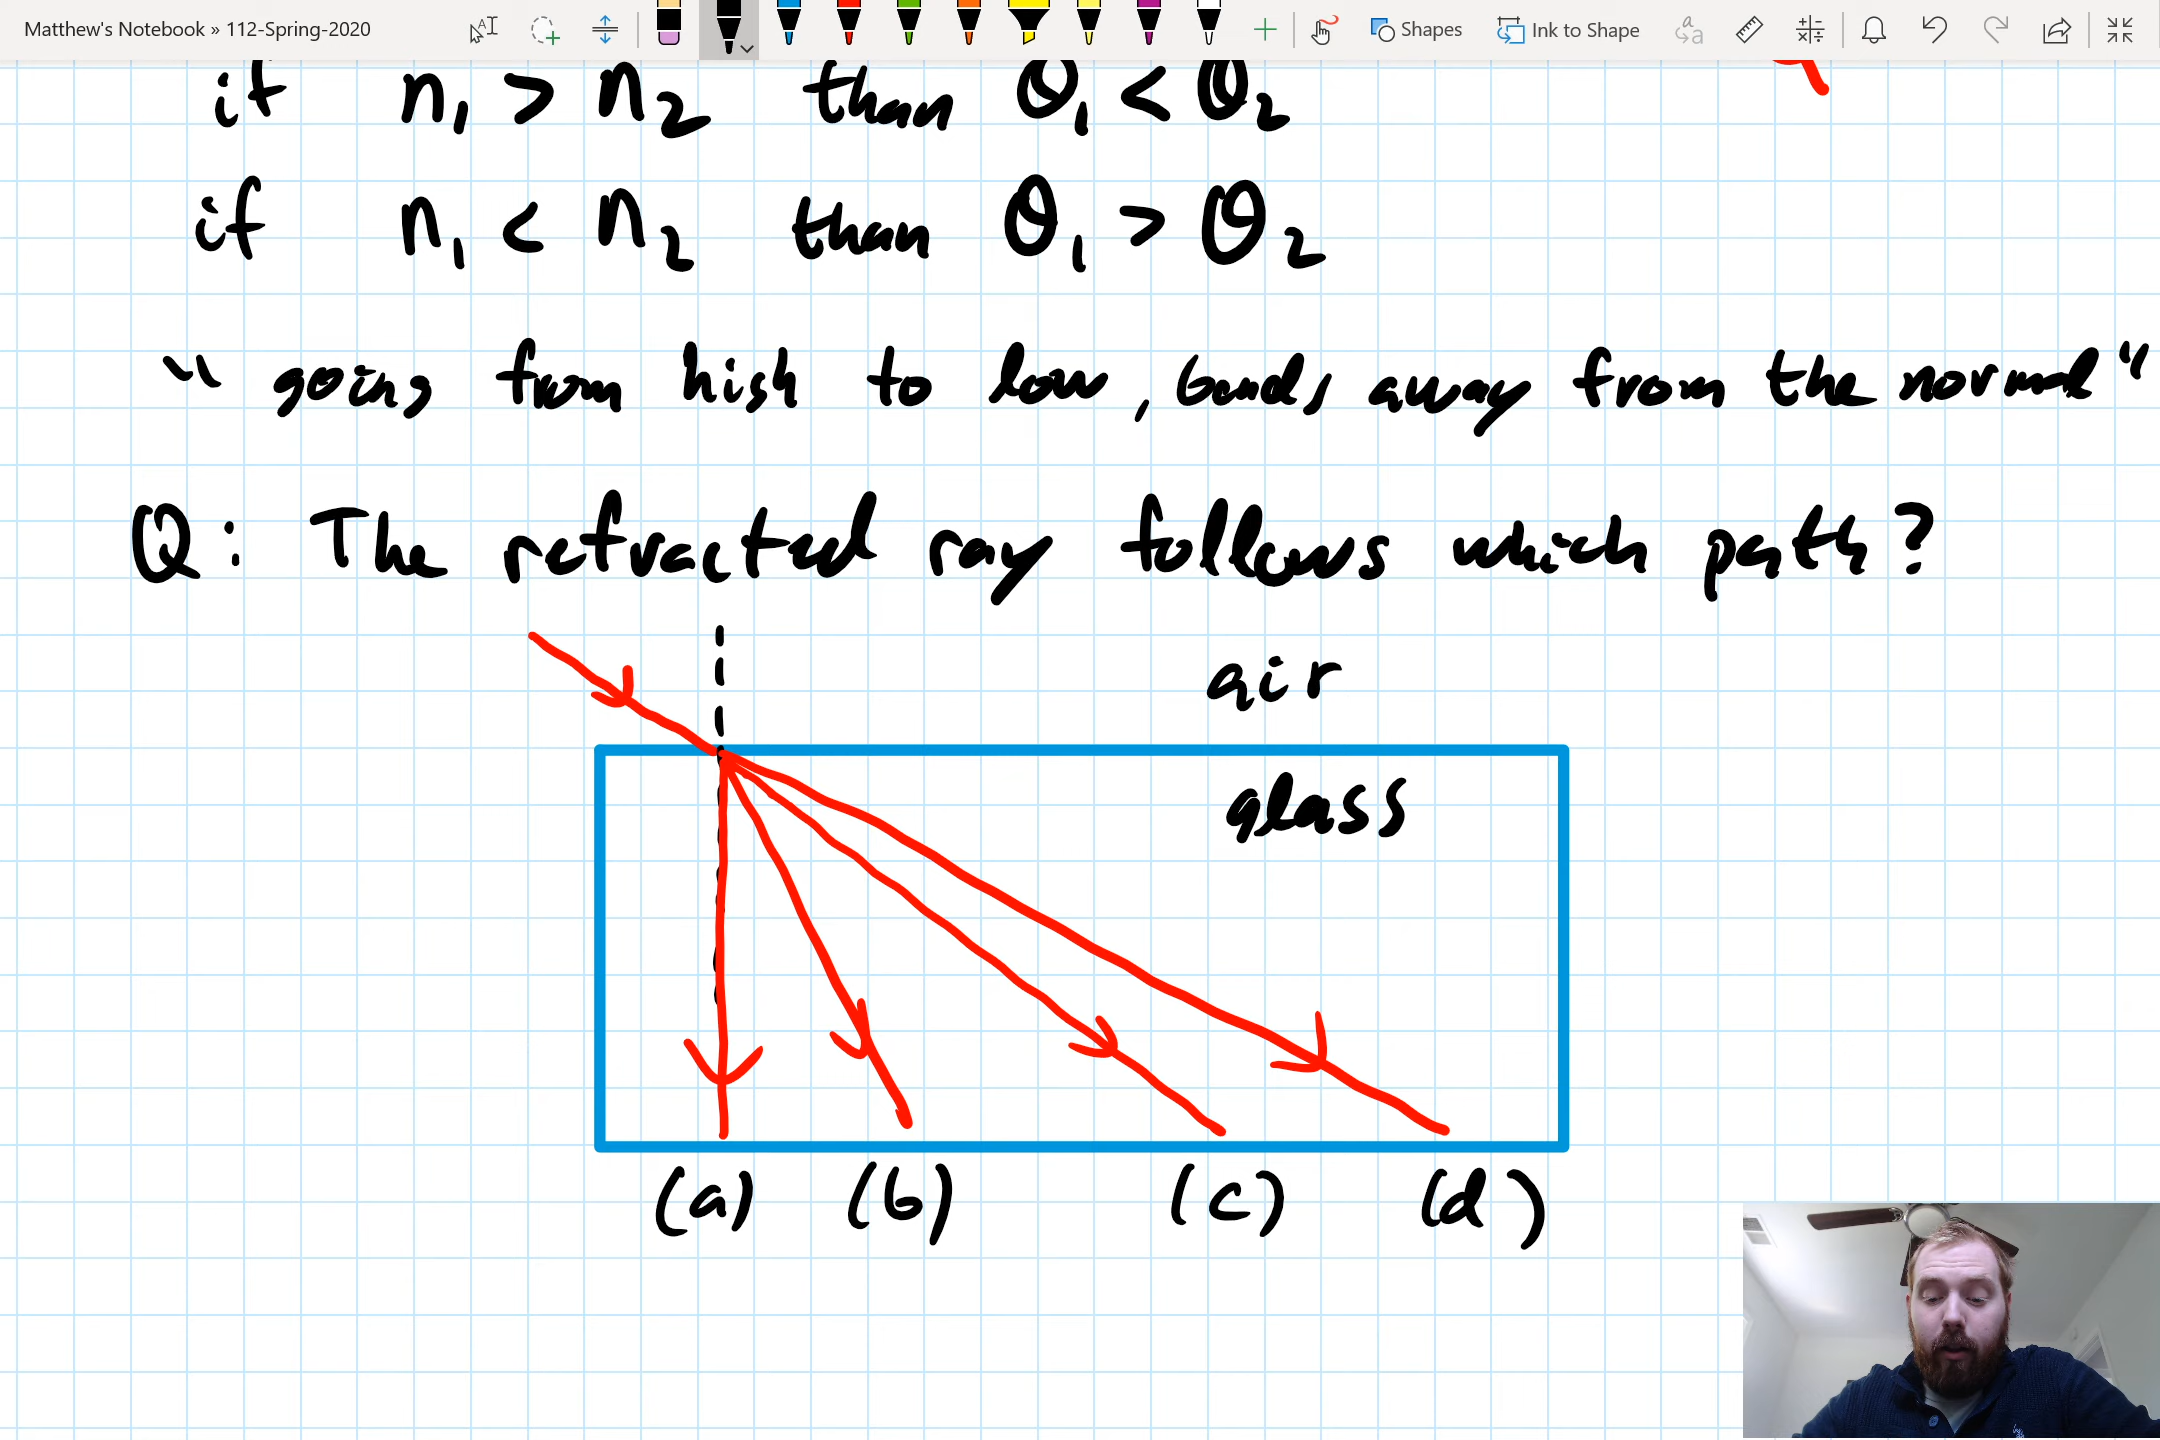 Matthew's Notebook » 112-Spring-2020
Shapes
Ink to Shape
if n₁ > n₂ than θ₁ < θ₂
if n₁ < n₂ than θ₁ > θ₂
"going from high to low, bends away from the normal"
Q: The refracted ray follows which path?
air
glass
(a) (b) (c) (d)